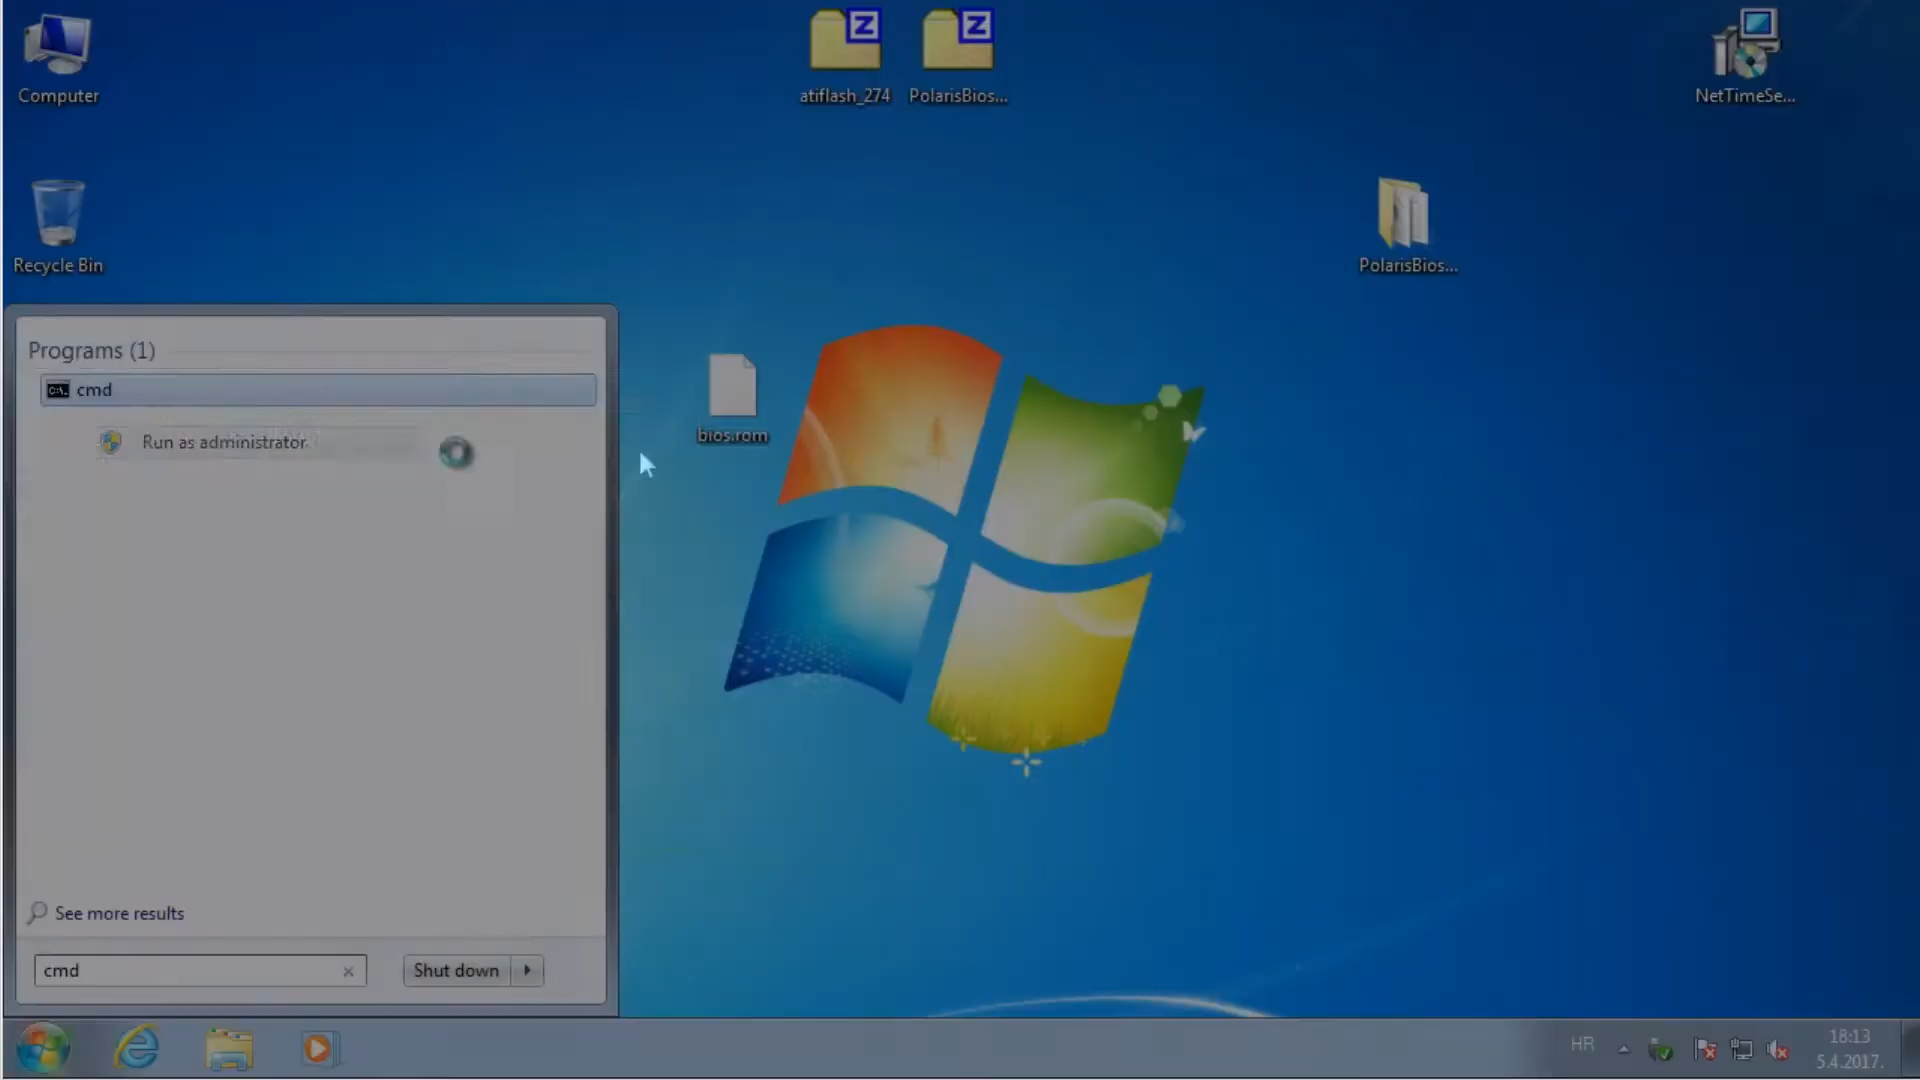 Computer
atiflash_274
PolarisBios...
NetTimeSe...
Recycle Bin
PolarisBios...
Programs (1)
cmd
Run as administrator
bios.rom
See more results
cmd
Shut down
HR
18:13
5.4.2017.